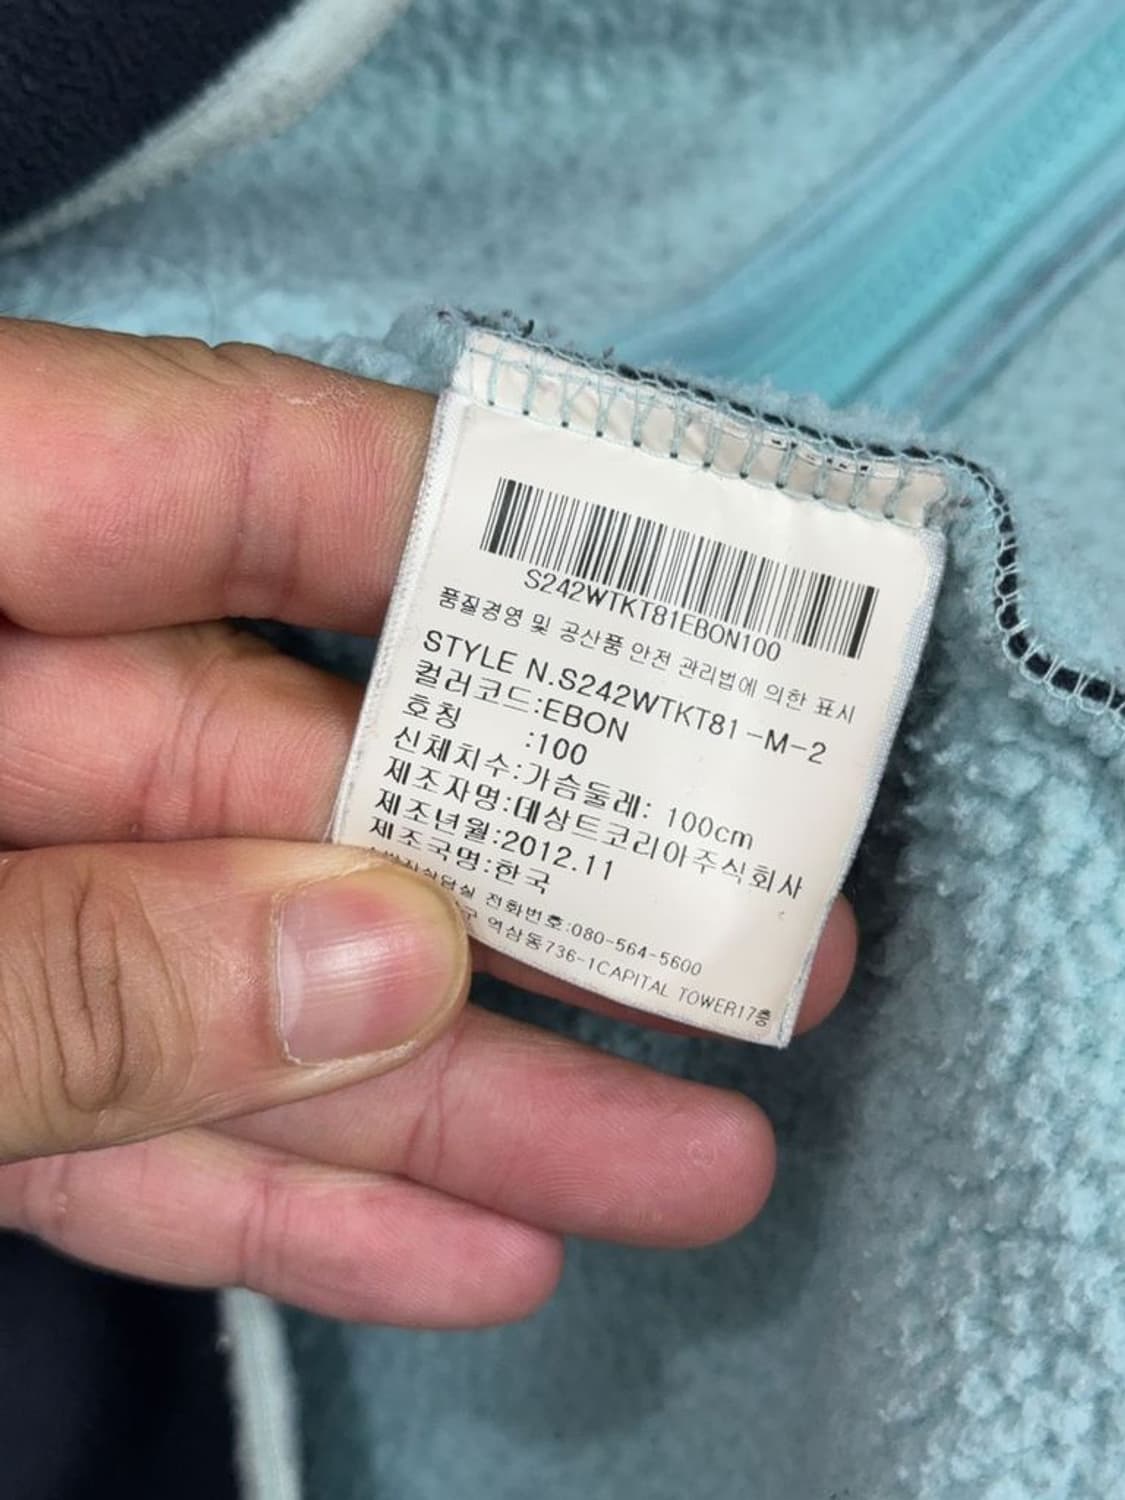 S242WTKT81EBON100
품질경영 및 공산품 안전 관리법에 의한 표시
STYLE N.S242WTKT81-M-2
컬러코드:EBON
호칭 :100
신체치수:가슴둘레: 100cm
제조자명:데상트코리아주식회사
제조년월:2012.11
제조국명:한국
전화번호:080-564-5600
역삼동736-1CAPITAL TOWER17층